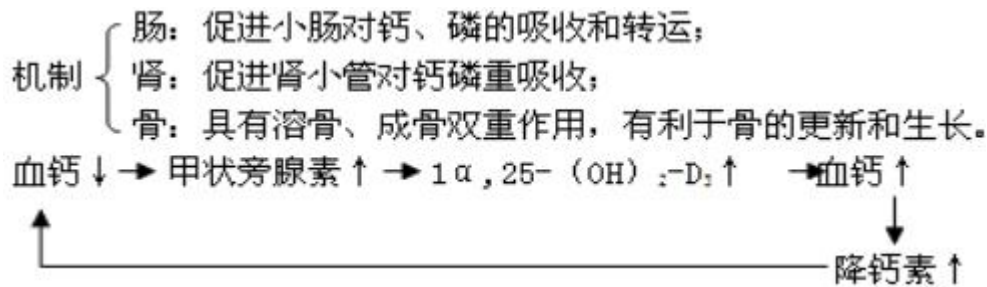 肠：促进小肠对钙、磷的吸收和转运；
机制 肾：促进肾小管对钙磷重吸收；
骨：具有溶骨、成骨双重作用，有利于骨的更新和生长。
血钙↓→甲状旁腺素↑→1α,25-（OH）₂-D₃↑ →血钙↑
降钙素↑